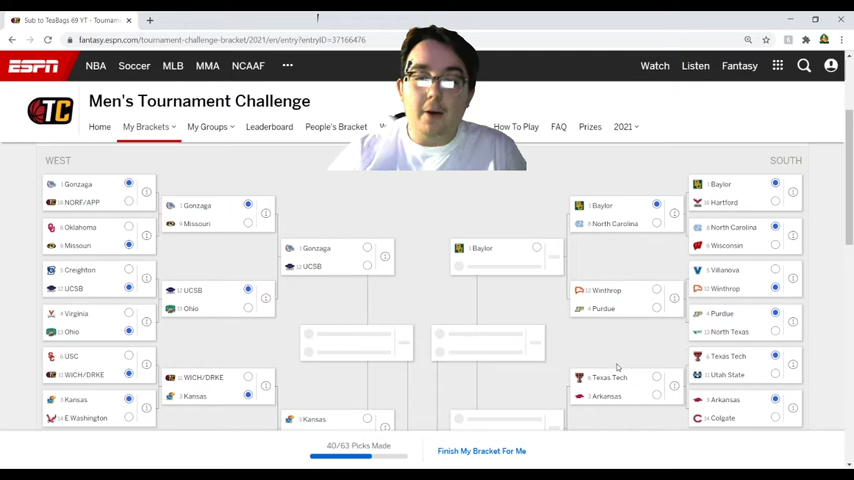 Sub to TeaBags 69 YT - Tournam
fantasy.espn.com/tournament-challenge-bracket/2021/en/entry?entryID=37166476
ESPN NBA Soccer MLB MMA NCAAF Watch Listen Fantasy
TC Men's Tournament Challenge
Home My Brackets My Groups Leaderboard People's Bracket How To Play FAQ Prizes 2021
WEST SOUTH
1 Gonzaga
16 NORF/APP
8 Oklahoma
9 Missouri
5 Creighton
12 UCSB
4 Virginia
13 Ohio
6 USC
11 WICH/DRKE
3 Kansas
14 E Washington
1 Gonzaga
9 Missouri
12 UCSB
13 Ohio
11 WICH/DRKE
3 Kansas
1 Gonzaga
12 UCSB
3 Kansas
1 Baylor
1 Baylor
8 North Carolina
12 Winthrop
4 Purdue
6 Texas Tech
3 Arkansas
1 Baylor
16 Hartford
8 North Carolina
9 Wisconsin
5 Villanova
12 Winthrop
4 Purdue
13 North Texas
6 Texas Tech
11 Utah State
3 Arkansas
14 Colgate
40/63 Picks Made
Finish My Bracket For Me